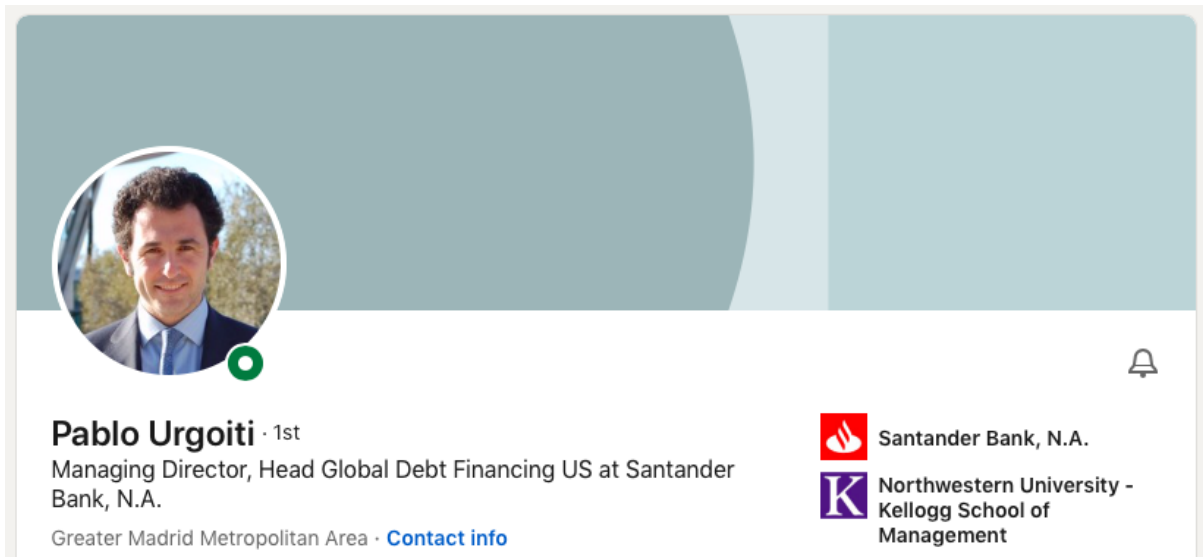 Pablo Urgoiti · 1st
Managing Director, Head Global Debt Financing US at Santander
Bank, N.A.
Greater Madrid Metropolitan Area · Contact info
Santander Bank, N.A.
K
Northwestern University -
Kellogg School of
Management